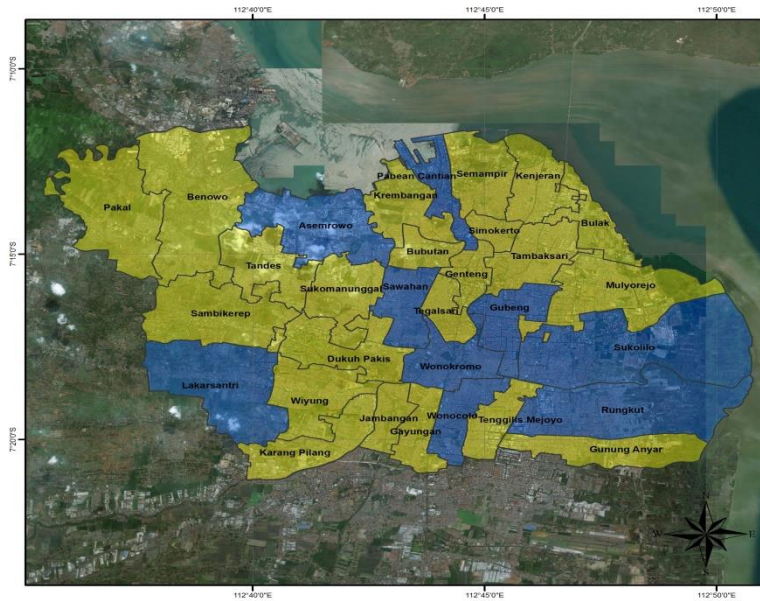 112°40'0"E 112°45'0"E 112°50'0"E
7°10'0"S
7°15'0"S
7°20'0"S
Pabean Cantian
Semampir
Kenjeran
Krembangan
Benowo
Pakal
Asemrowo
Simokerto
Bulak
Bubutan
Tambaksari
Tandes
Genteng
Sukomanunggal
Sawahan
Mulyorejo
Tegalsari
Gubeng
Sambikerep
Sukolilo
Dukuh Pakis
Wonokromo
Lakarsantri
Wiyung
Rungkut
Jambangan
Wonocolo
Tenggilis Mejoyo
Gayungan
Karang Pilang
Gunung Anyar
N
W E
S
112°40'0"E 112°45'0"E 112°50'0"E